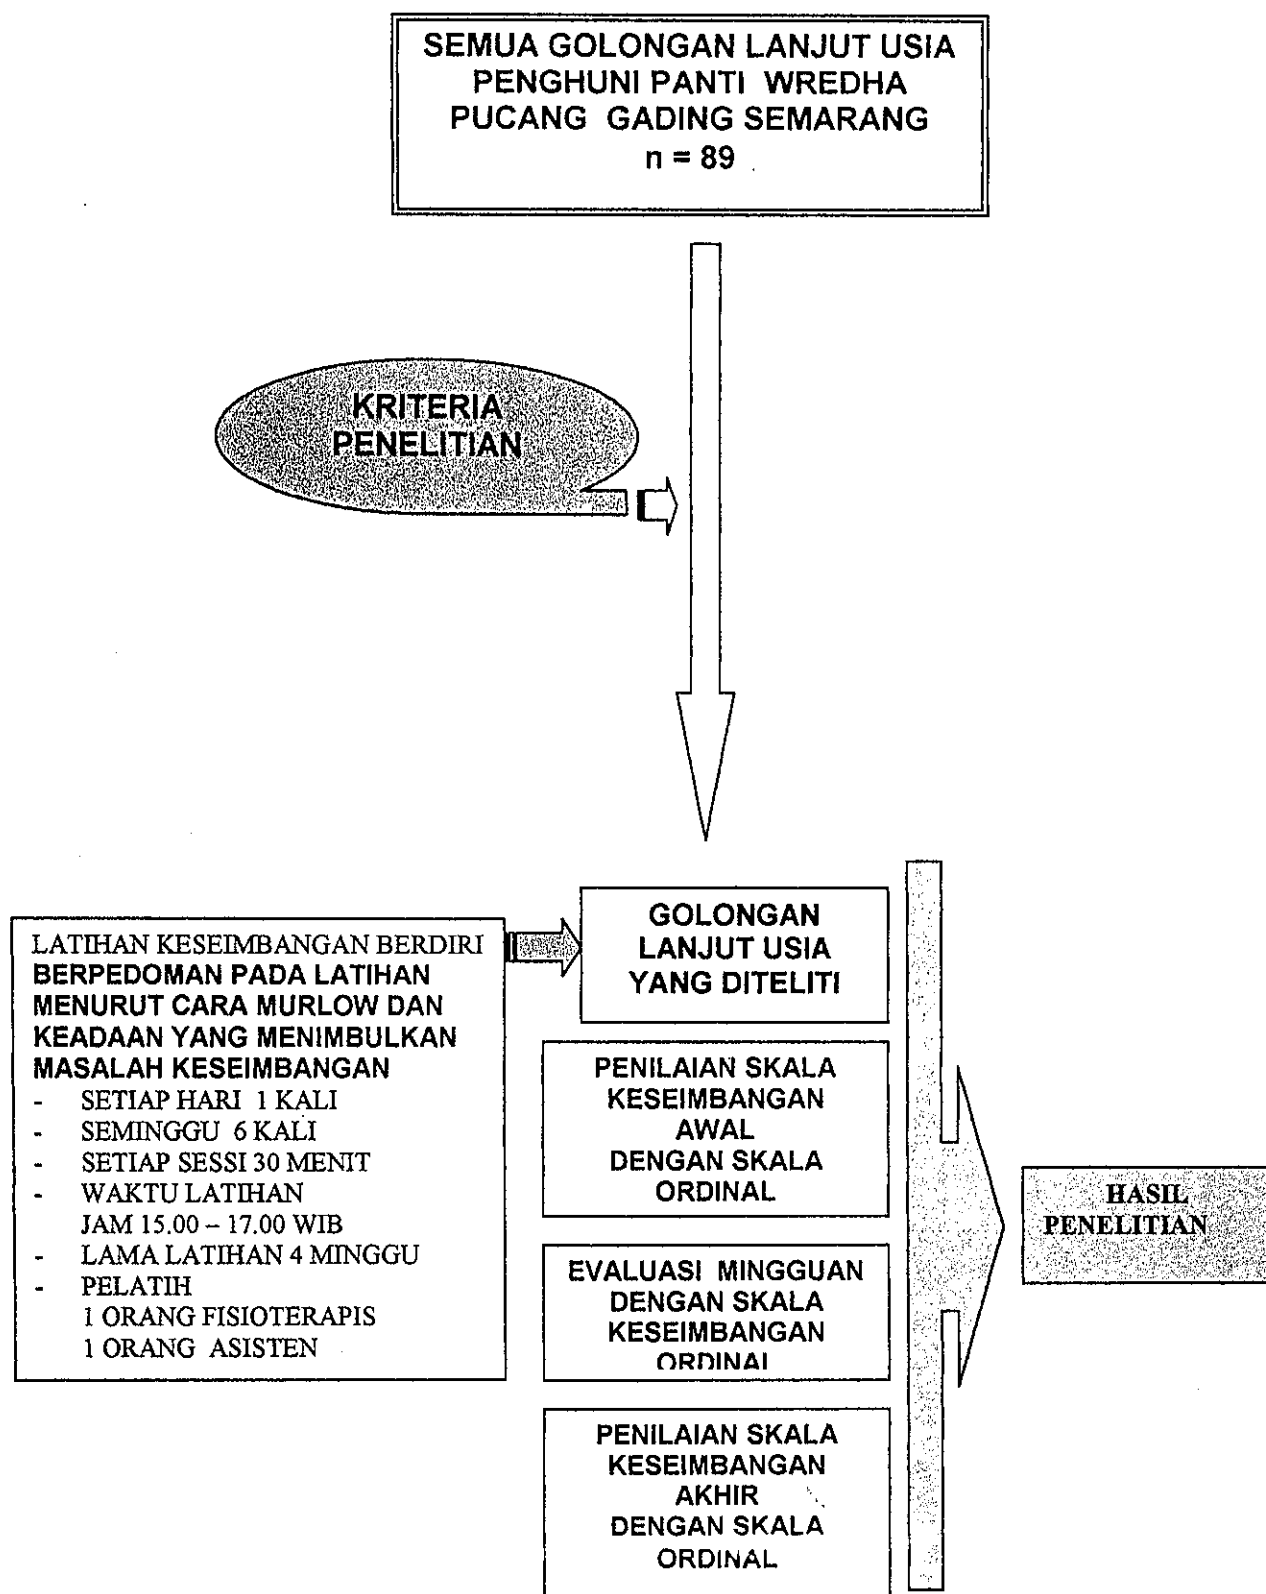 SEMUA GOLONGAN LANJUT USIA
PENGHUNI PANTI WREDHA
PUCANG GADING SEMARANG
n = 89
KRITERIA
PENELITIAN
LATIHAN KESEIMBANGAN BERDIRI
BERPEDOMAN PADA LATIHAN
MENURUT CARA MURLOW DAN
KEADAAN YANG MENIMBULKAN
MASALAH KESEIMBANGAN
- SETIAP HARI 1 KALI
- SEMINGGU 6 KALI
- SETIAP SESSI 30 MENIT
- WAKTU LATIHAN
JAM 15.00 – 17.00 WIB
- LAMA LATIHAN 4 MINGGU
- PELATIH
1 ORANG FISIOTERAPIS
1 ORANG ASISTEN
GOLONGAN
LANJUT USIA
YANG DITELITI
PENILAIAN SKALA
KESEIMBANGAN
AWAL
DENGAN SKALA
ORDINAL
EVALUASI MINGGUAN
DENGAN SKALA
KESEIMBANGAN
ORDINAL
PENILAIAN SKALA
KESEIMBANGAN
AKHIR
DENGAN SKALA
ORDINAL
HASIL
PENELITIAN